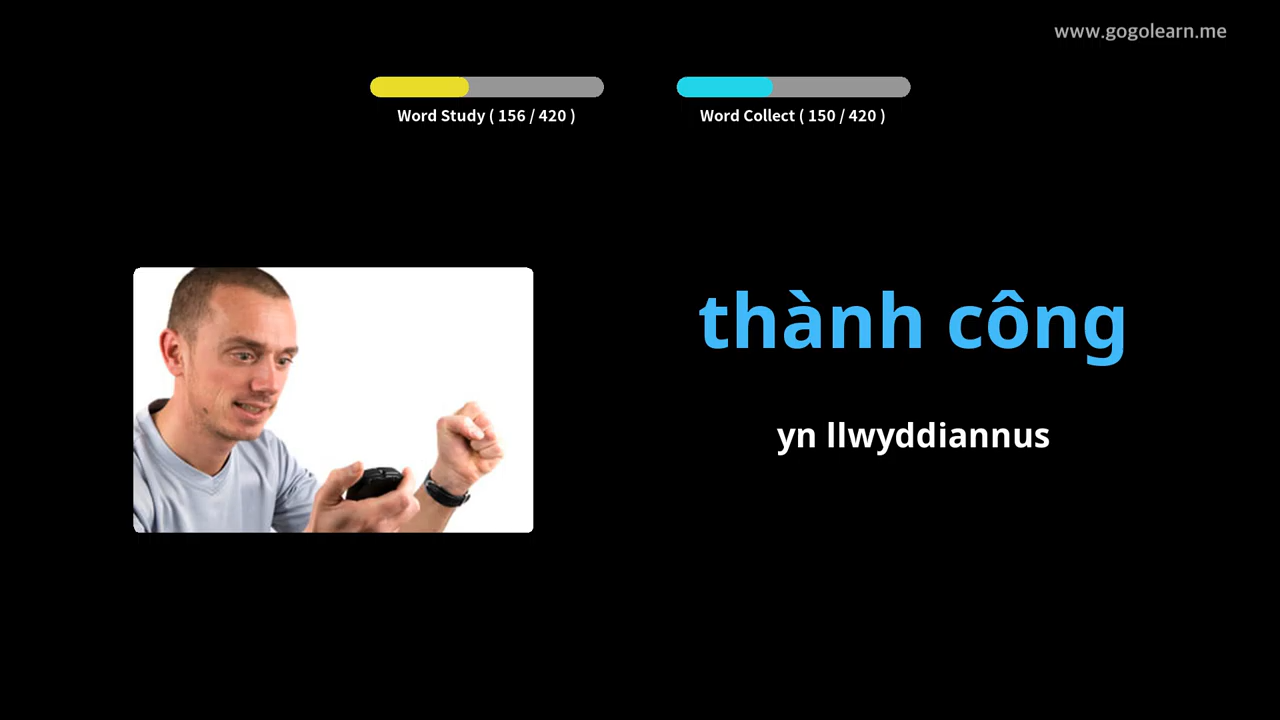 www.gogolearn.me
Word Study ( 156 / 420 )
Word Collect ( 150 / 420 )
thành công
yn llwyddiannus